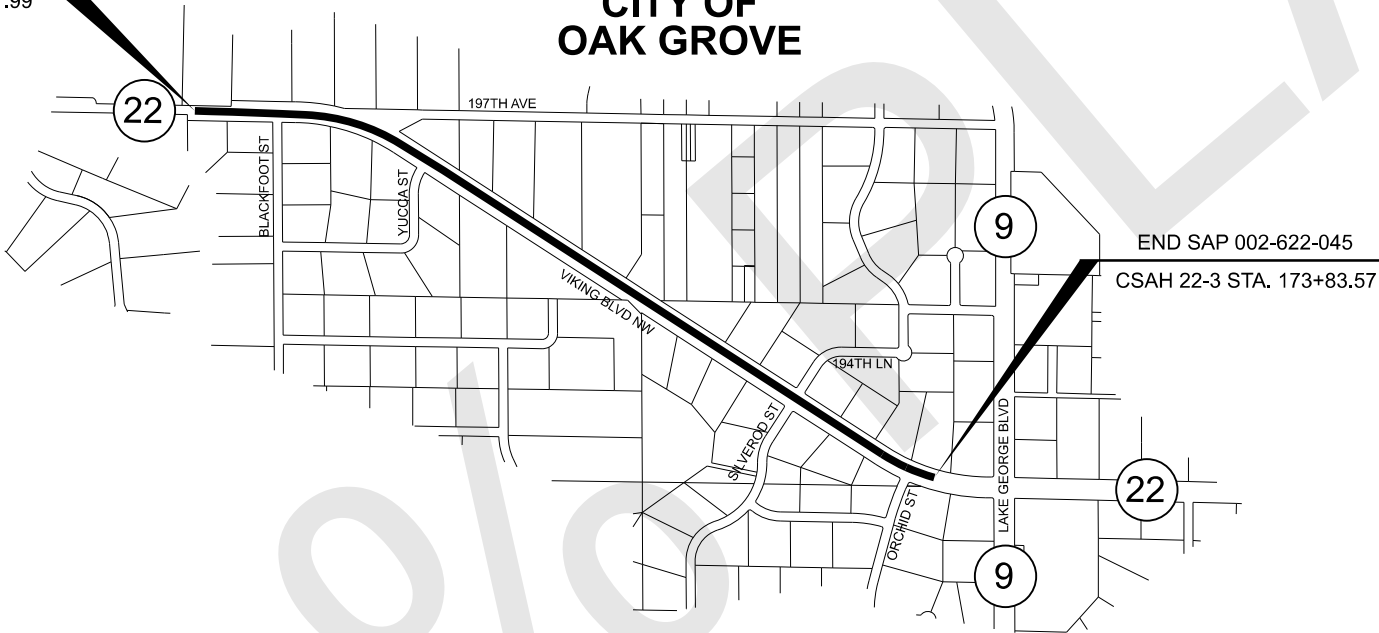 .99
CITY OF
OAK GROVE
22
197TH AVE
BLACKFOOT ST
YUCCA ST
9
END SAP 002-622-045
CSAH 22-3 STA. 173+83.57
VIKING BLVD NW
194TH LN
SILVEROD ST
LAKE GEORGE BLVD
22
ORCHID ST
9
% PLA